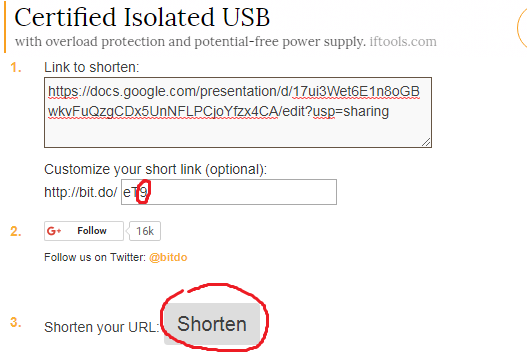 Certified Isolated USB
with overload protection and potential-free power supply. iftools.com
1. Link to shorten:
https://docs.google.com/presentation/d/17ui3Wet6E1n8oGB
wkvFuQzgCDx5UnNFLPCjoYfzx4CA/edit?usp=sharing
Customize your short link (optional):
http://bit.do/ eT9
2. G+ Follow 16k
Follow us on Twitter: @bitdo
3. Shorten your URL: Shorten